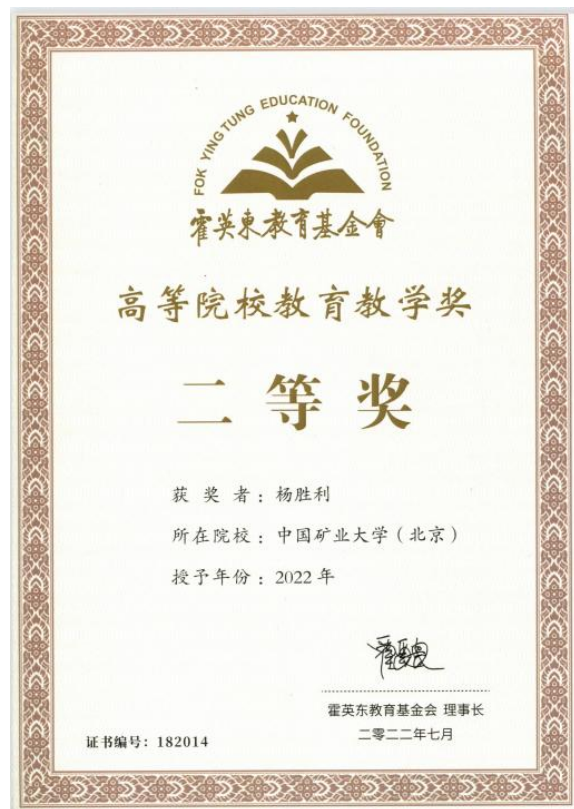 FOK YING TUNG EDUCATION FOUNDATION
霍英東教育基金會
高等院校教育教学奖
二等奖
获奖者：杨胜利
所在院校：中国矿业大学（北京）
授予年份：2022年
霍英东教育基金会 理事长
二零二二年七月
证书编号：182014